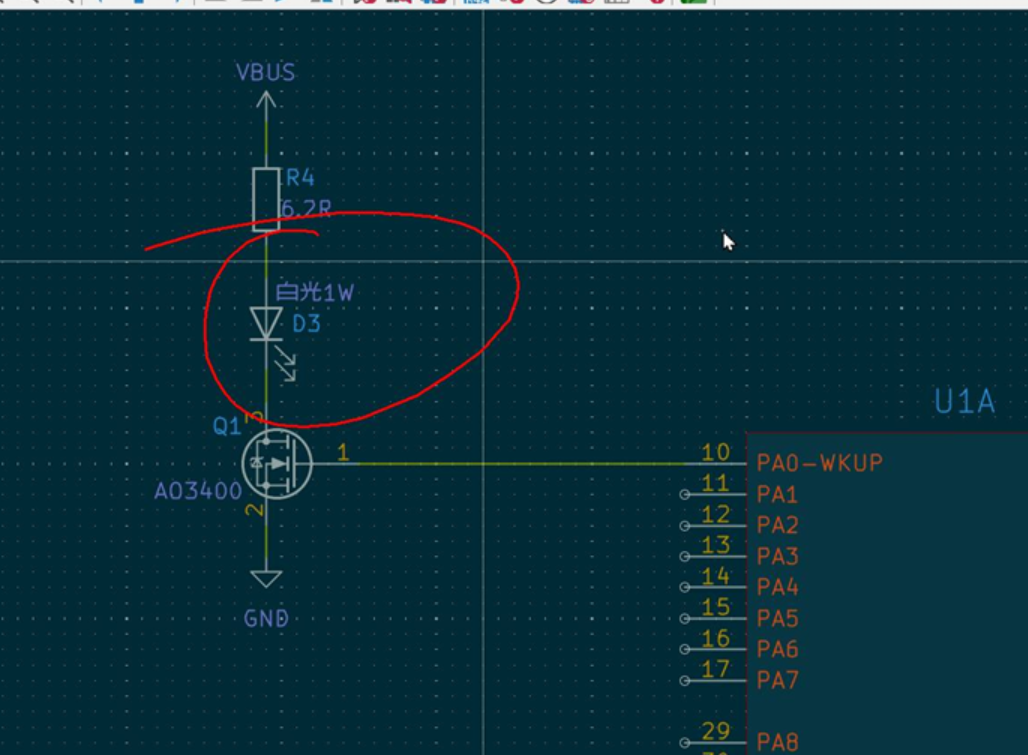 VBUS
R4
6.2R
白光1W
D3
3
Q1
1
AO3400
2
GND
U1A
10 PA0-WKUP
11 PA1
12 PA2
13 PA3
14 PA4
15 PA5
16 PA6
17 PA7
29 PA8